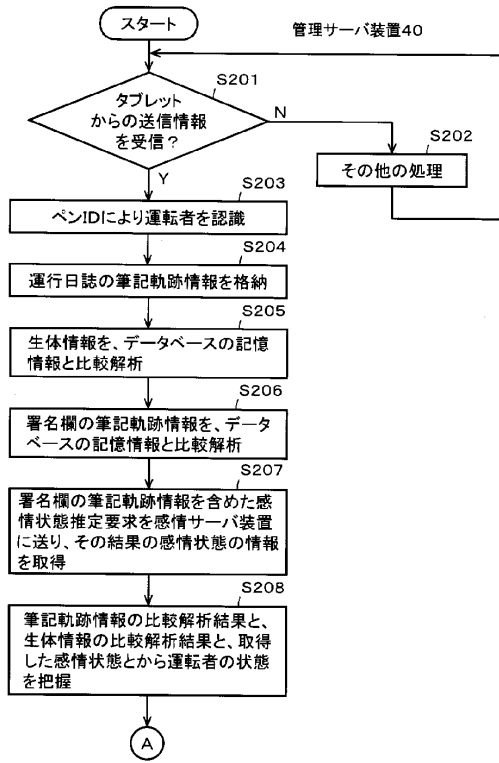 スタート
管理サーバ装置40
S201
タブレット
からの送信情報
を受信？
N
S202
その他の処理
Y
S203
ペンIDにより運転者を認識
S204
運行日誌の筆記軌跡情報を格納
S205
生体情報を、データベースの記憶
情報と比較解析
S206
署名欄の筆記軌跡情報を、データ
ベースの記憶情報と比較解析
S207
署名欄の筆記軌跡情報を含めた感
情状態推定要求を感情サーバ装置
に送り、その結果の感情状態の情報
を取得
S208
筆記軌跡情報の比較解析結果と、
生体情報の比較解析結果と、取得
した感情状態とから運転者の状態
を把握
A